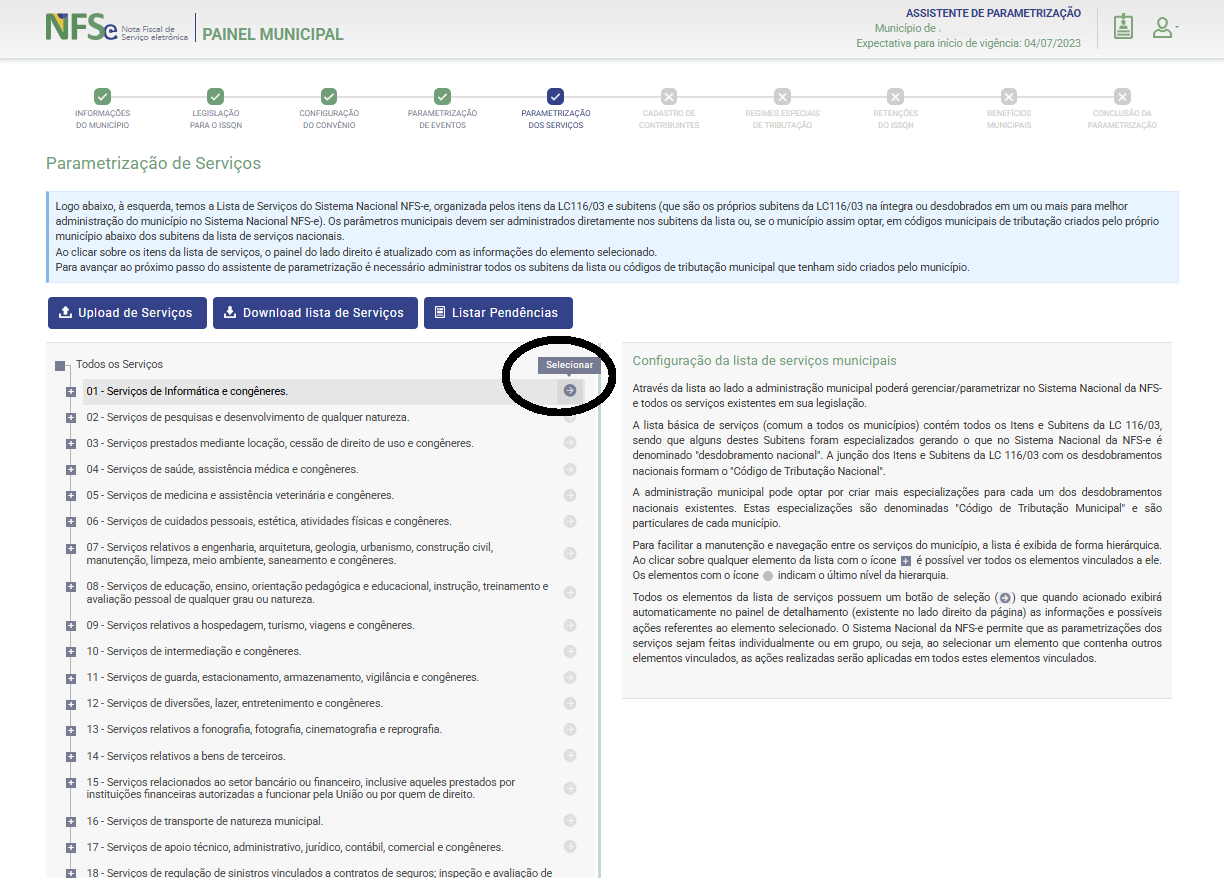 NFSe Nota Fiscal de
Serviço eletrônica
PAINEL MUNICIPAL
ASSISTENTE DE PARAMETRIZAÇÃO
Município de .
Expectativa para início de vigência: 04/07/2023
INFORMAÇÕES
DO MUNICÍPIO
LEGISLAÇÃO
PARA O ISSQN
CONFIGURAÇÃO
DO CONVÊNIO
PARAMETRIZAÇÃO
DE EVENTOS
PARAMETRIZAÇÃO
DOS SERVIÇOS
CADASTRO DE
CONTRIBUINTES
REGIMES ESPECIAIS
DE TRIBUTAÇÃO
RETENÇÕES
DO ISSQN
BENEFÍCIOS
MUNICIPAIS
CONCLUSÃO DA
PARAMETRIZAÇÃO
Parametrização de Serviços
Logo abaixo, à esquerda, temos a Lista de Serviços do Sistema Nacional NFS-e, organizada pelos itens da LC116/03 e subitens (que são os próprios subitens da LC116/03 na íntegra ou desdobrados em um ou mais para melhor
administração do município no Sistema Nacional NFS-e). Os parâmetros municipais devem ser administrados diretamente nos subitens da lista ou, se o município assim optar, em códigos municipais de tributação criados pelo próprio
município abaixo dos subitens da lista de serviços nacionais.
Ao clicar sobre os itens da lista de serviços, o painel do lado direito é atualizado com as informações do elemento selecionado.
Para avançar ao próximo passo do assistente de parametrização é necessário administrar todos os subitens da lista ou códigos de tributação municipal que tenham sido criados pelo município.
Upload de Serviços
Download lista de Serviços
Listar Pendências
Todos os Serviços
Selecionar
01 - Serviços de Informática e congêneres.
02 - Serviços de pesquisas e desenvolvimento de qualquer natureza.
03 - Serviços prestados mediante locação, cessão de direito de uso e congêneres.
04 - Serviços de saúde, assistência médica e congêneres.
05 - Serviços de medicina e assistência veterinária e congêneres.
06 - Serviços de cuidados pessoais, estética, atividades físicas e congêneres.
07 - Serviços relativos a engenharia, arquitetura, geologia, urbanismo, construção civil,
manutenção, limpeza, meio ambiente, saneamento e congêneres.
08 - Serviços de educação, ensino, orientação pedagógica e educacional, instrução, treinamento e
avaliação pessoal de qualquer grau ou natureza.
09 - Serviços relativos a hospedagem, turismo, viagens e congêneres.
10 - Serviços de intermediação e congêneres.
11 - Serviços de guarda, estacionamento, armazenamento, vigilância e congêneres.
12 - Serviços de diversões, lazer, entretenimento e congêneres.
13 - Serviços relativos a fonografia, fotografia, cinematografia e reprografia.
14 - Serviços relativos a bens de terceiros.
15 - Serviços relacionados ao setor bancário ou financeiro, inclusive aqueles prestados por
instituições financeiras autorizadas a funcionar pela União ou por quem de direito.
16 - Serviços de transporte de natureza municipal.
17 - Serviços de apoio técnico, administrativo, jurídico, contábil, comercial e congêneres.
18 - Serviços de regulação de sinistros vinculados a contratos de seguros; inspeção e avaliação de
Configuração da lista de serviços municipais
Através da lista ao lado a administração municipal poderá gerenciar/parametrizar no Sistema Nacional da NFS-
e todos os serviços existentes em sua legislação.
A lista básica de serviços (comum a todos os municípios) contém todos os Itens e Subitens da LC 116/03,
sendo que alguns destes Subitens foram especializados gerando o que no Sistema Nacional da NFS-e é
denominado "desdobramento nacional". A junção dos Itens e Subitens da LC 116/03 com os desdobramentos
nacionais formam o "Código de Tributação Nacional".
A administração municipal pode optar por criar mais especializações para cada um dos desdobramentos
nacionais existentes. Estas especializações são denominadas "Código de Tributação Municipal" e são
particulares de cada município.
Para facilitar a manutenção e navegação entre os serviços do município, a lista é exibida de forma hierárquica.
Ao clicar sobre qualquer elemento da lista com o ícone é possível ver todos os elementos vinculados a ele.
Os elementos com o ícone indicam o último nível da hierarquia.
Todos os elementos da lista de serviços possuem um botão de seleção ( ) que quando acionado exibirá
automaticamente no painel de detalhamento (existente no lado direito da página) as informações e possíveis
ações referentes ao elemento selecionado. O Sistema Nacional da NFS-e permite que as parametrizações dos
serviços sejam feitas individualmente ou em grupo, ou seja, ao selecionar um elemento que contenha outros
elementos vinculados, as ações realizadas serão aplicadas em todos estes elementos vinculados.